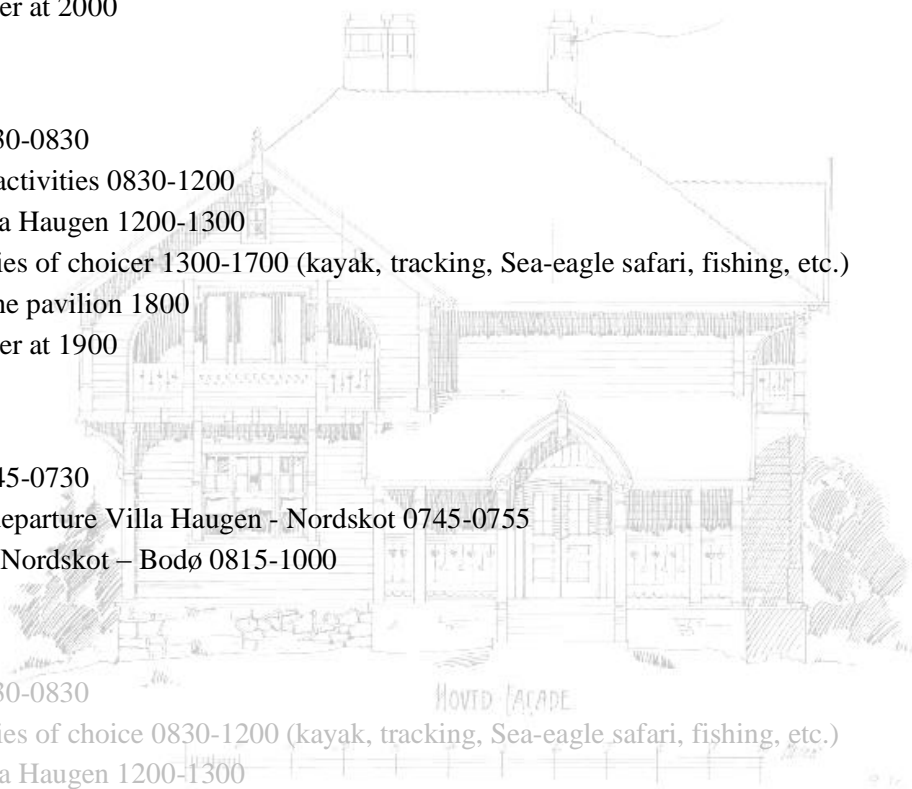 er at 2000
30-0830
activities 0830-1200
a Haugen 1200-1300
ies of choicer 1300-1700 (kayak, tracking, Sea-eagle safari, fishing, etc.)
ne pavilion 1800
er at 1900
45-0730
eparture Villa Haugen - Nordskot 0745-0755
Nordskot – Bodø 0815-1000
HOVED FACADE
30-0830
ies of choice 0830-1200 (kayak, tracking, Sea-eagle safari, fishing, etc.)
a Haugen 1200-1300